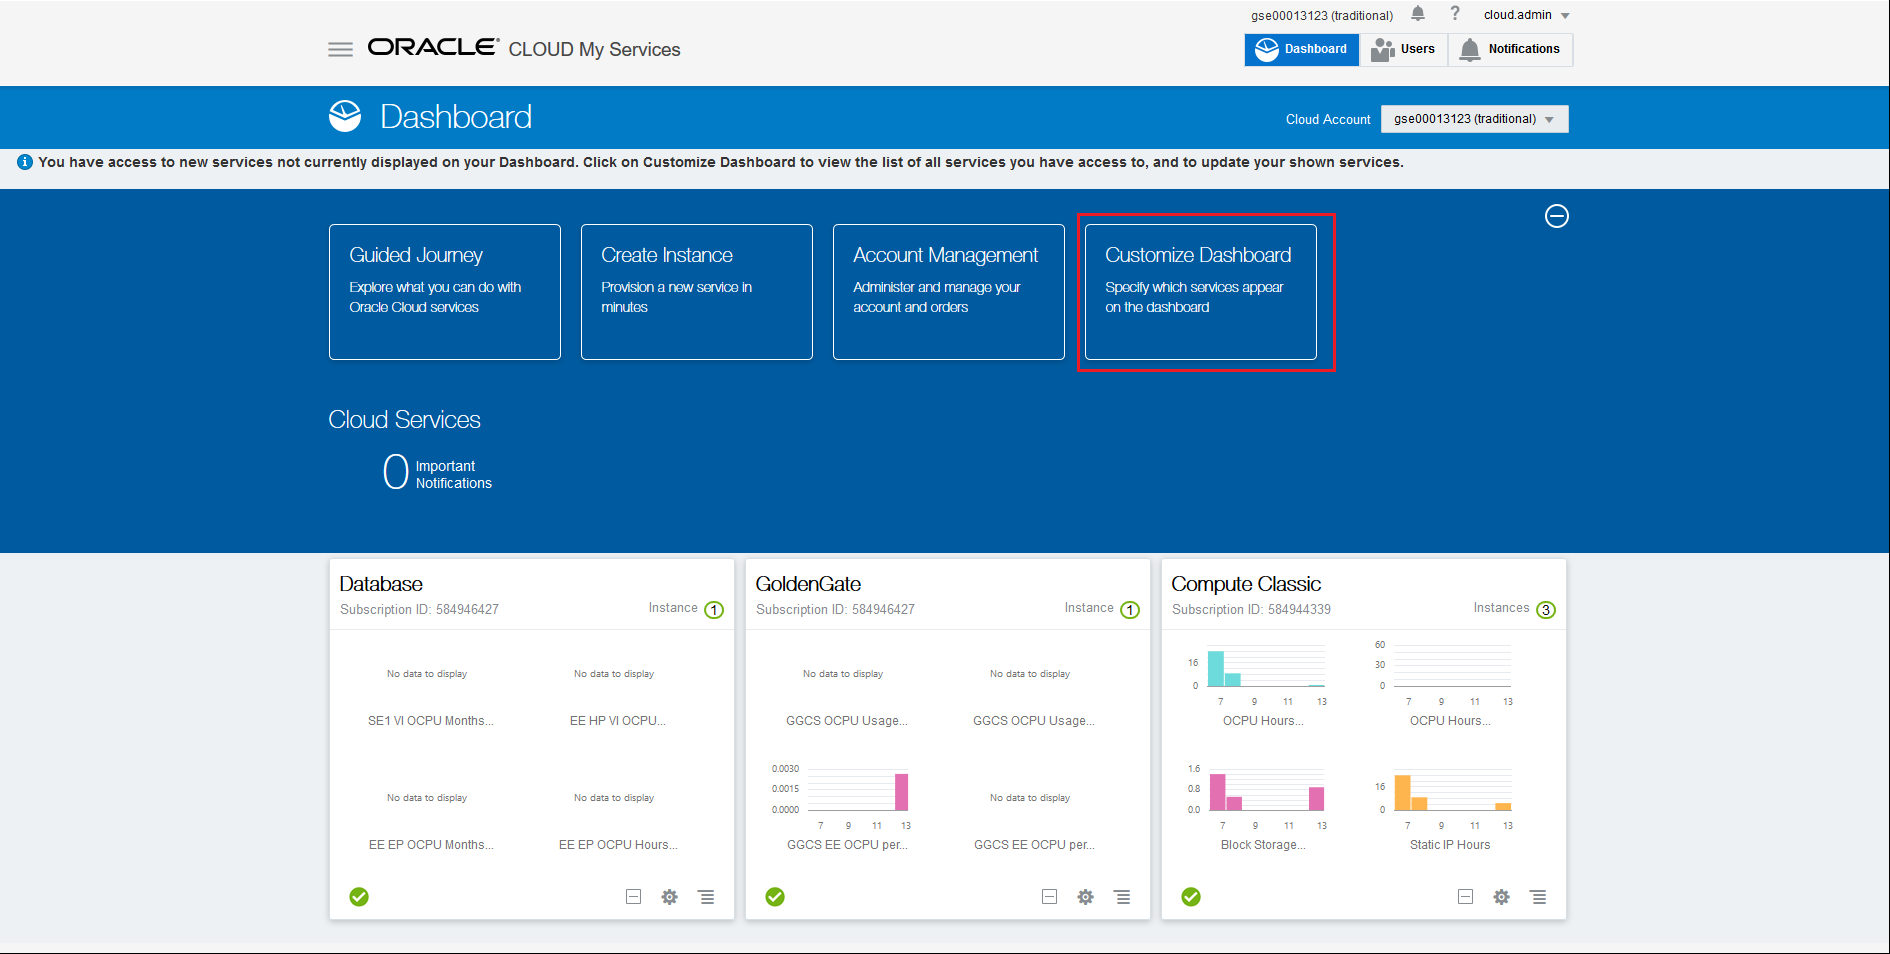 gse00013123 (traditional) ? cloud.admin
ORACLE® CLOUD My Services
Dashboard Users Notifications
Dashboard
Cloud Account gse00013123 (traditional)
i You have access to new services not currently displayed on your Dashboard. Click on Customize Dashboard to view the list of all services you have access to, and to update your shown services.
Guided Journey
Explore what you can do with
Oracle Cloud services
Create Instance
Provision a new service in
minutes
Account Management
Administer and manage your
account and orders
Customize Dashboard
Specify which services appear
on the dashboard
Cloud Services
0 Important
Notifications
Database
Subscription ID: 584946427 Instance 1
No data to display No data to display
SE1 VI OCPU Months... EE HP VI OCPU...
No data to display No data to display
EE EP OCPU Months... EE EP OCPU Hours...
GoldenGate
Subscription ID: 584946427 Instance 1
No data to display No data to display
GGCS OCPU Usage... GGCS OCPU Usage...
0.0030
0.0015
0.0000
7 9 11 13
No data to display
GGCS EE OCPU per... GGCS EE OCPU per...
Compute Classic
Subscription ID: 584944339 Instances 3
16
0
7 9 11 13
OCPU Hours...
60
30
0
7 9 11 13
OCPU Hours...
1.6
0.8
0.0
7 9 11 13
Block Storage...
16
0
7 9 11 13
Static IP Hours